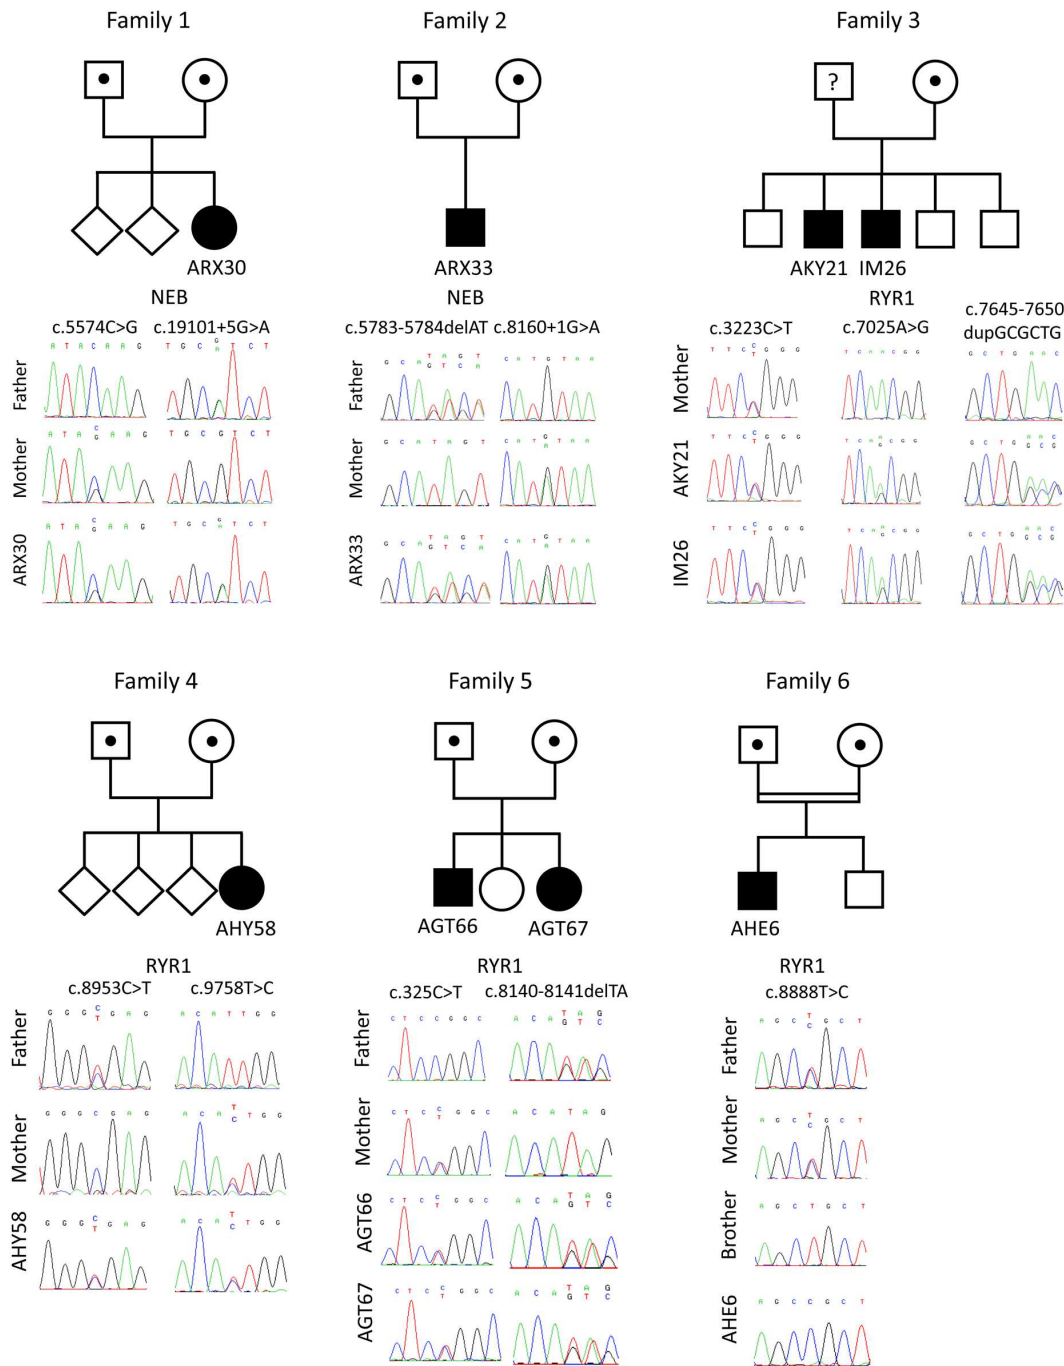 Family 1
Family 2
Family 3
?
ARX30
ARX33
AKY21 IM26
NEB
c.5574C>G c.19101+5G>A
NEB
c.5783-5784delAT c.8160+1G>A
RYR1
c.3223C>T c.7025A>G c.7645-7650
dupGCGCTG
Father
A T A C A A G
T G C G T C T
A
G C A T A G T
G T C A
C A T G T A A
Mother
T T C C G G G
T
T C A A C G G
G C T G A A C
Mother
A T A C A A G
G
T G C G T C T
G C A T A G T
C A T G T A A
A
AKY21
T T C C G G G
T
T C A A C G G
G
G C T G A A C
G C G
ARX30
A T A C A A G
G
T G C G T C T
A
ARX33
G C A T A G T
G T C A
C A T G T A A
A
IM26
T T C C G G G
T
T C A A C G G
G
G C T G A A C
G C G
Family 4
Family 5
Family 6
AHY58
AGT66
AGT67
AHE6
RYR1
c.8953C>T c.9758T>C
RYR1
c.325C>T c.8140-8141delTA
RYR1
c.8888T>C
Father
G G G C G A G
T
A C A T T G G
Father
C T C C G G C
A C A T A G
G T C
Father
A G C T G C T
C
Mother
G G G C G A G
A C A T T G G
C
Mother
C T C C G G C
T
A C A T A G
Mother
A G C T G C T
C
AHY58
G G G C G A G
T
A C A T T G G
C
AGT66
C T C C G G C
T
A C A T A G
G T C
Brother
A G C T G C T
AGT67
C T C C G G C
T
A C A T A G
G T C
AHE6
A G C C G C T